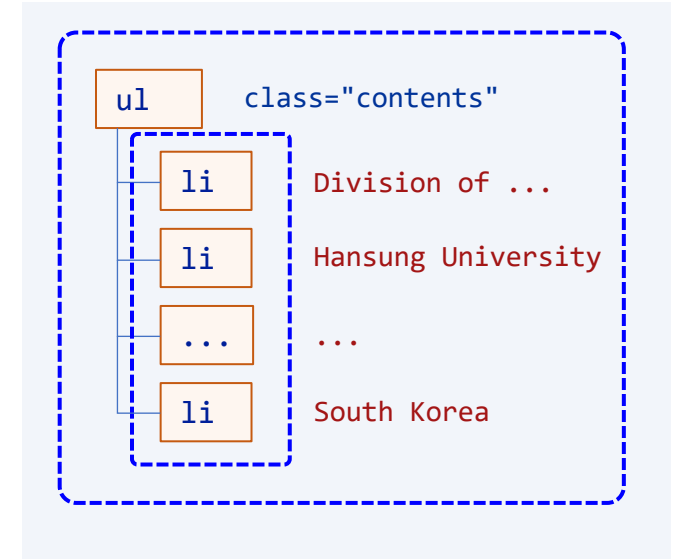 ul class="contents"
li Division of ...
li Hansung University
... ...
li South Korea